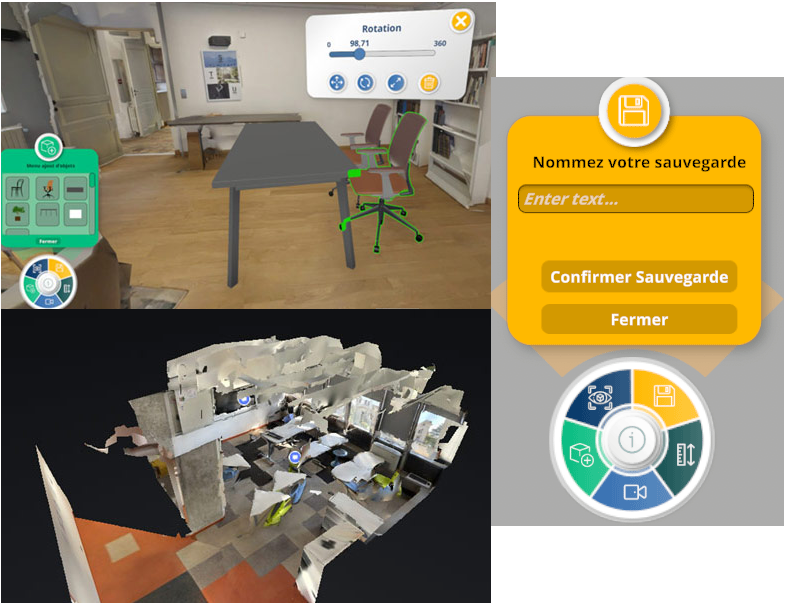 Rotation
0 98,71 360
Menu ajout d'objets
Fermer
Nommez votre sauvegarde
Enter text...
Confirmer Sauvegarde
Fermer
i